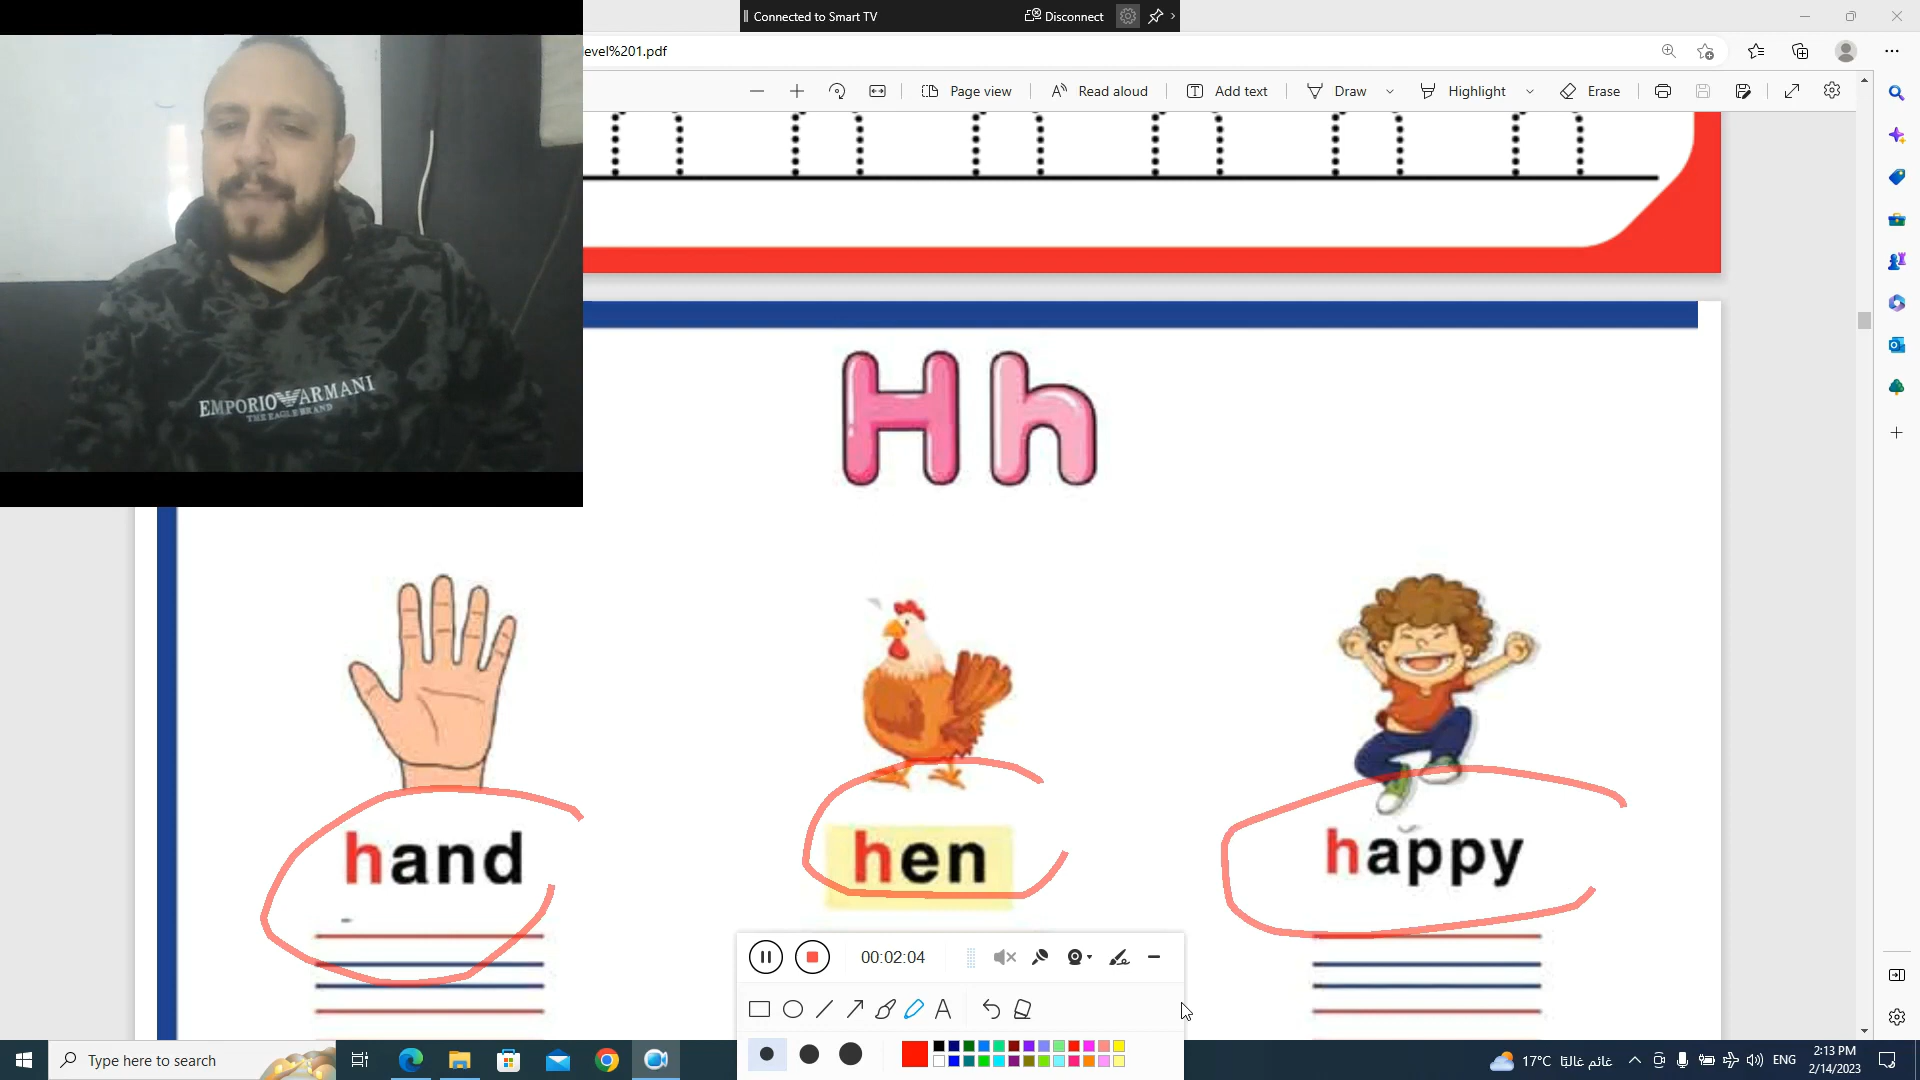 Connected to Smart TV
Disconnect
evel%201.pdf
Page view
Read aloud
Add text
Draw
Highlight
Erase
EMPORIO ARMANI
THE EAGLE BRAND
Hh
hand
hen
happy
00:02:04
A
Type here to search
17°C غائم غالبًا
ENG
2:13 PM
2/14/2023